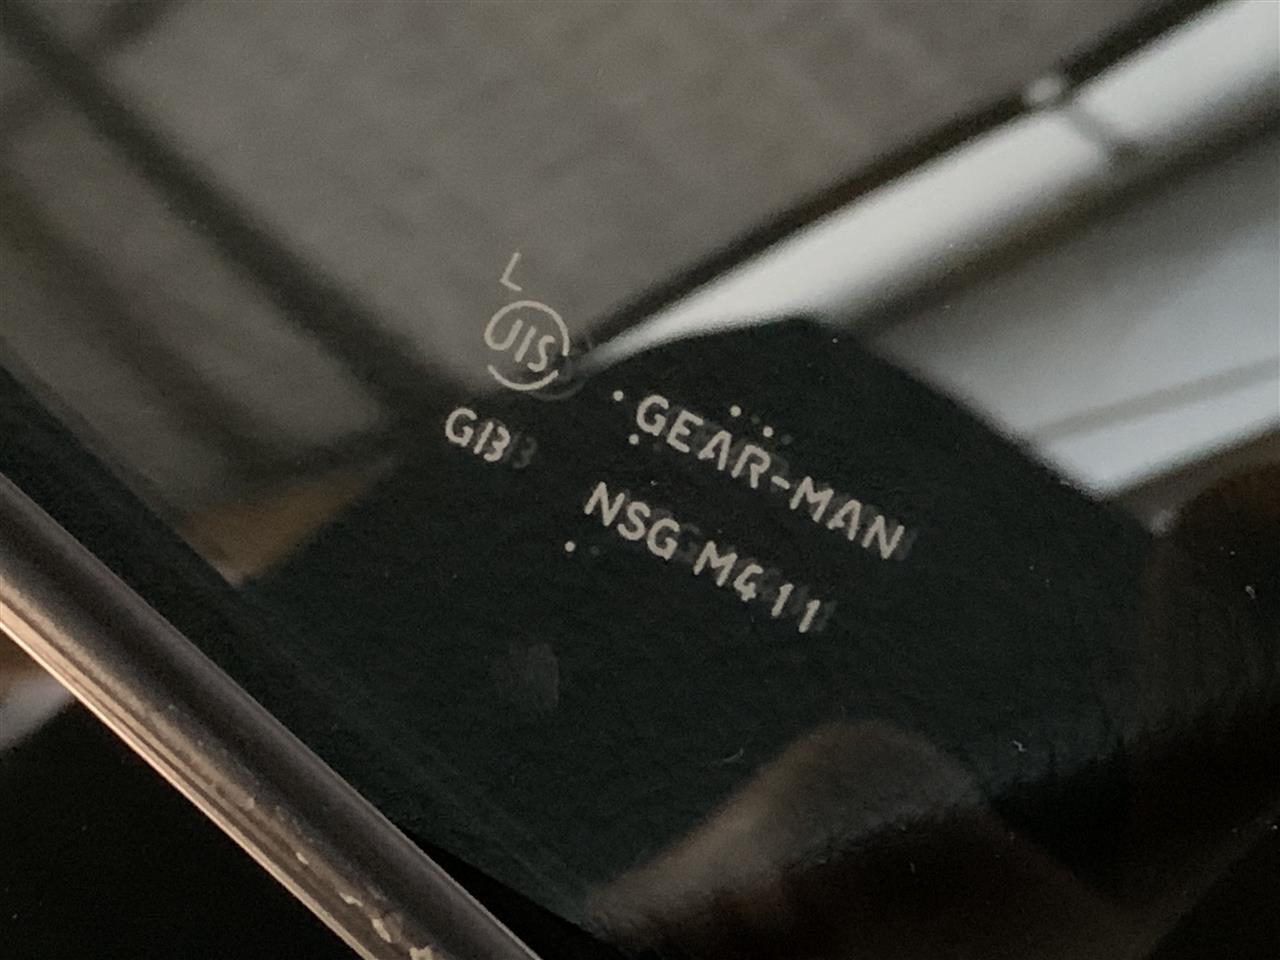 L
JIS
G13
GEAR-MAN
NSG M411